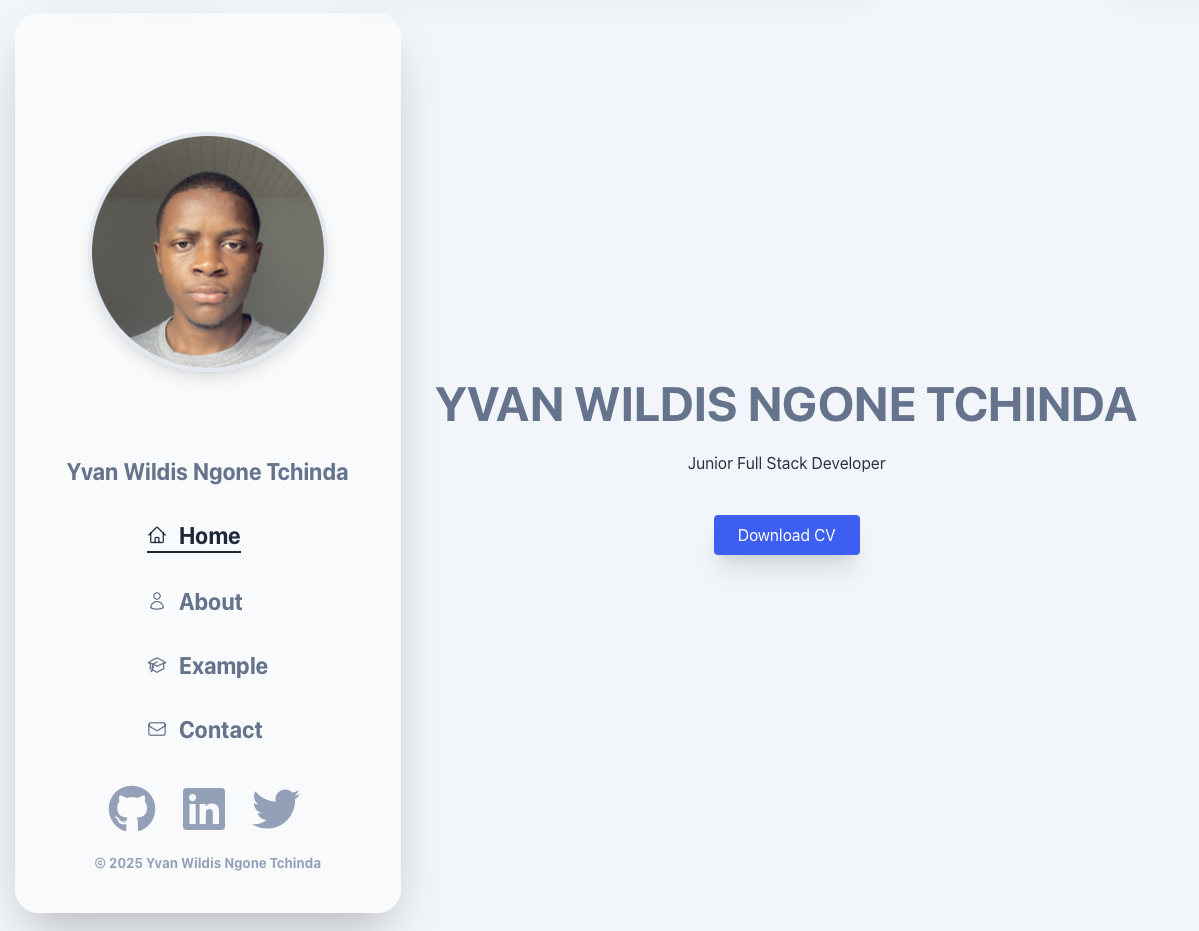 Yvan Wildis Ngone Tchinda
Home
About
Example
Contact
© 2025 Yvan Wildis Ngone Tchinda
YVAN WILDIS NGONE TCHINDA
Junior Full Stack Developer
Download CV